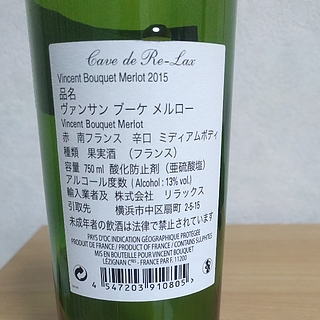 Cave de Re-Lax
Vincent Bouquet Merlot 2015
品名
ヴァンサン ブーケ メルロー
Vincent Bouquet Merlot
赤 南フランス 辛口 ミディアムボディ
種類 果実酒 (フランス)
容量 750 ml 酸化防止剤(亜硫酸塩)
アルコール度数 ( Alcohol : 13% vol.)
輸入業者及 株式会社 リラックス
引取先 横浜市中区扇町 2-5-15
未成年者の飲酒は法律で禁止されています
PAYS D'OC INDICATION GÉOGRAPHIQUE PROTÉGÉE
PRODUIT DE FRANCE / PRODUCT OF FRANCE / CONTAINS SULPHITES
MIS EN BOUTEILLE POUR VINCENT BOUQUET
LÉZIGNAN CRES - FRANCE PAR F. 11200
4 547203 910805 >